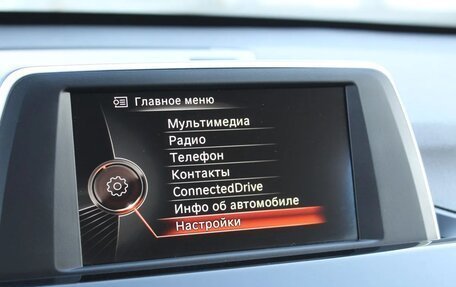 Главное меню
Мультимедиа
Радио
Телефон
Контакты
ConnectedDrive
Инфо об автомобиле
Настройки